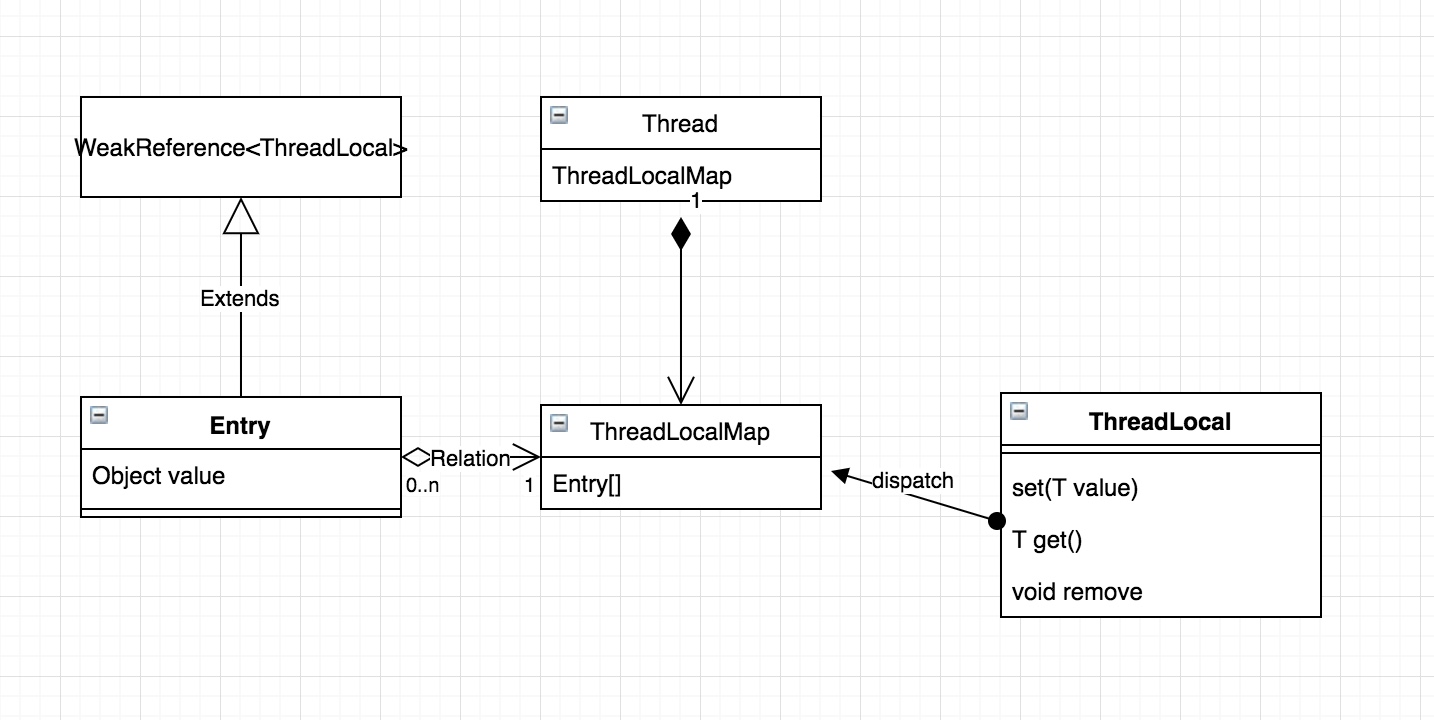 WeakReference<ThreadLocal>
Thread
ThreadLocalMap
1
Extends
Entry
Object value
Relation
0..n
1
ThreadLocalMap
Entry[]
dispatch
ThreadLocal
set(T value)
T get()
void remove